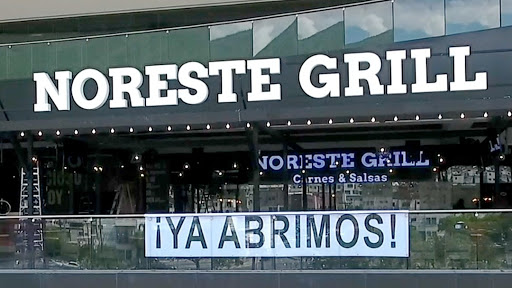 NORESTE GRILL
NORESTE GRILL
Carnes & Salsas
¡YA ABRIMOS!